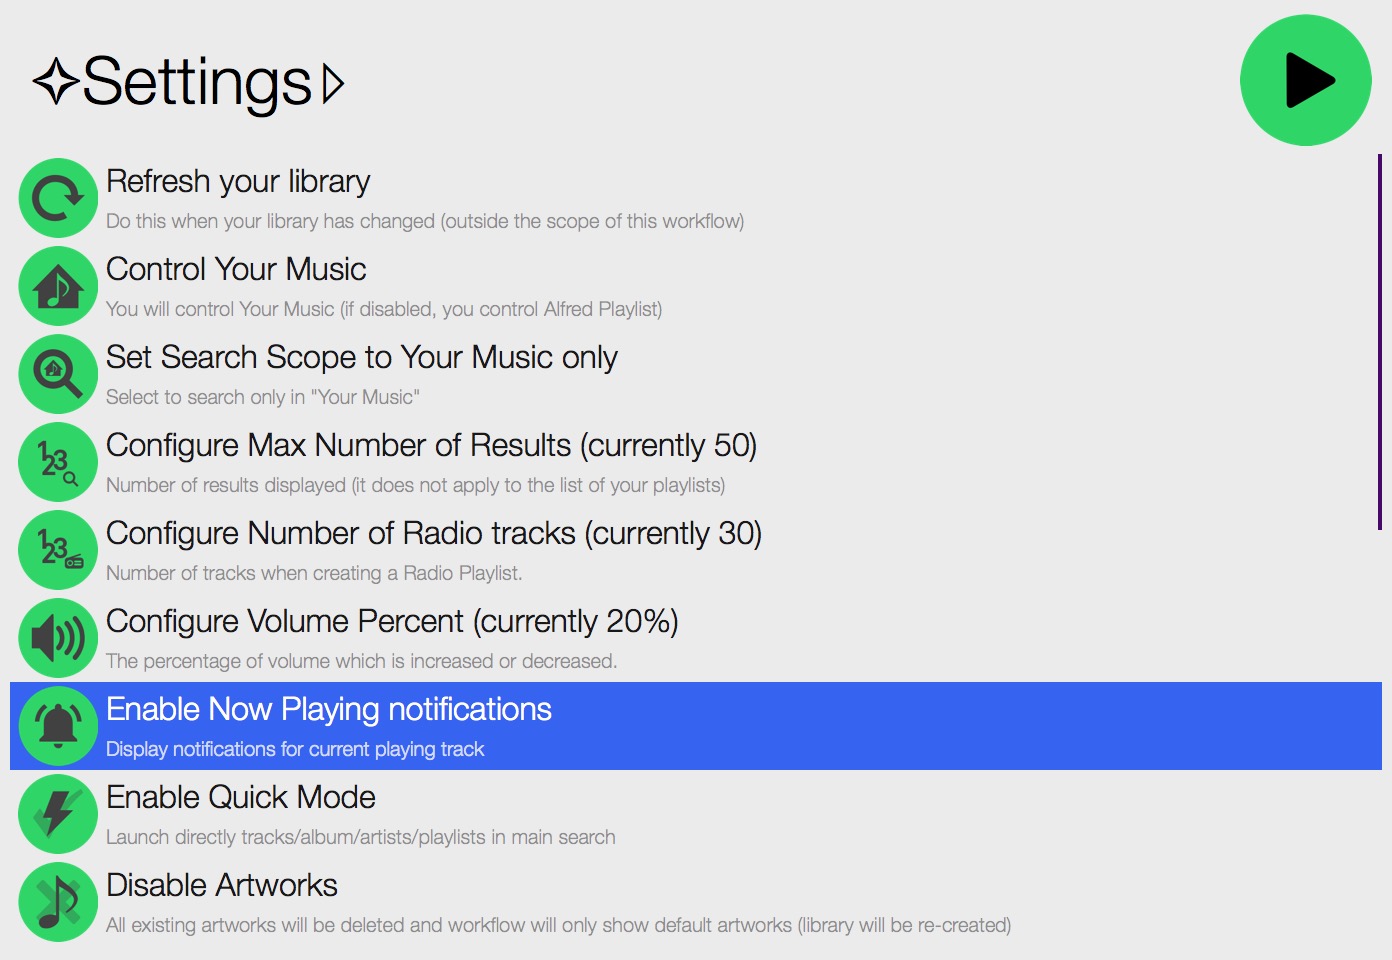 ✧Settings▹
Refresh your library
Do this when your library has changed (outside the scope of this workflow)
Control Your Music
You will control Your Music (if disabled, you control Alfred Playlist)
Set Search Scope to Your Music only
Select to search only in "Your Music"
Configure Max Number of Results (currently 50)
Number of results displayed (it does not apply to the list of your playlists)
Configure Number of Radio tracks (currently 30)
Number of tracks when creating a Radio Playlist.
Configure Volume Percent (currently 20%)
The percentage of volume which is increased or decreased.
Enable Now Playing notifications
Display notifications for current playing track
Enable Quick Mode
Launch directly tracks/album/artists/playlists in main search
Disable Artworks
All existing artworks will be deleted and workflow will only show default artworks (library will be re-created)